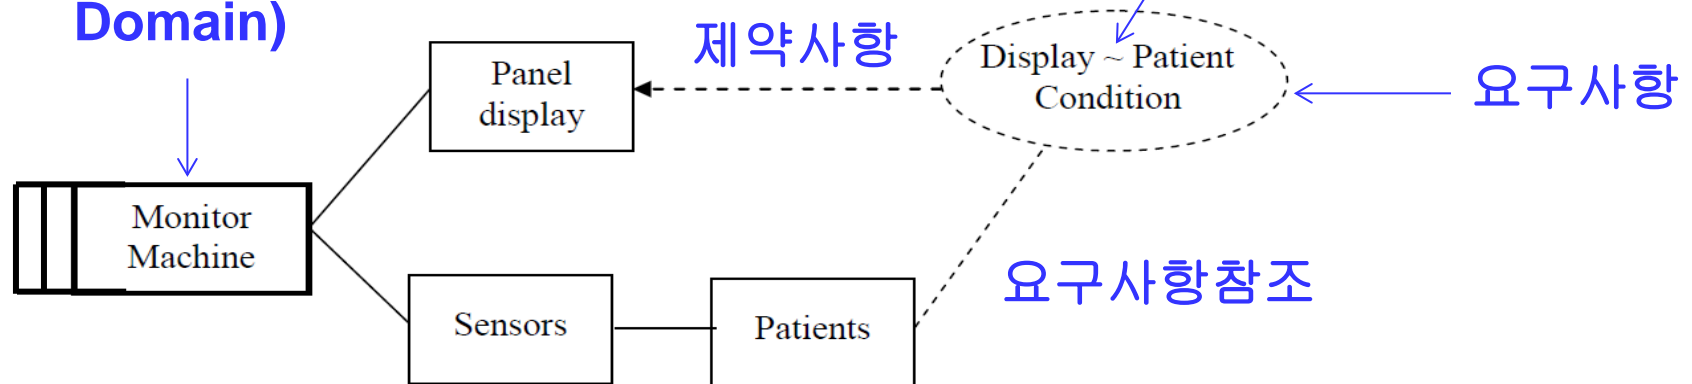 Domain)
제약사항
Panel
display
Display ~ Patient
Condition
요구사항
Monitor
Machine
요구사항참조
Sensors
Patients